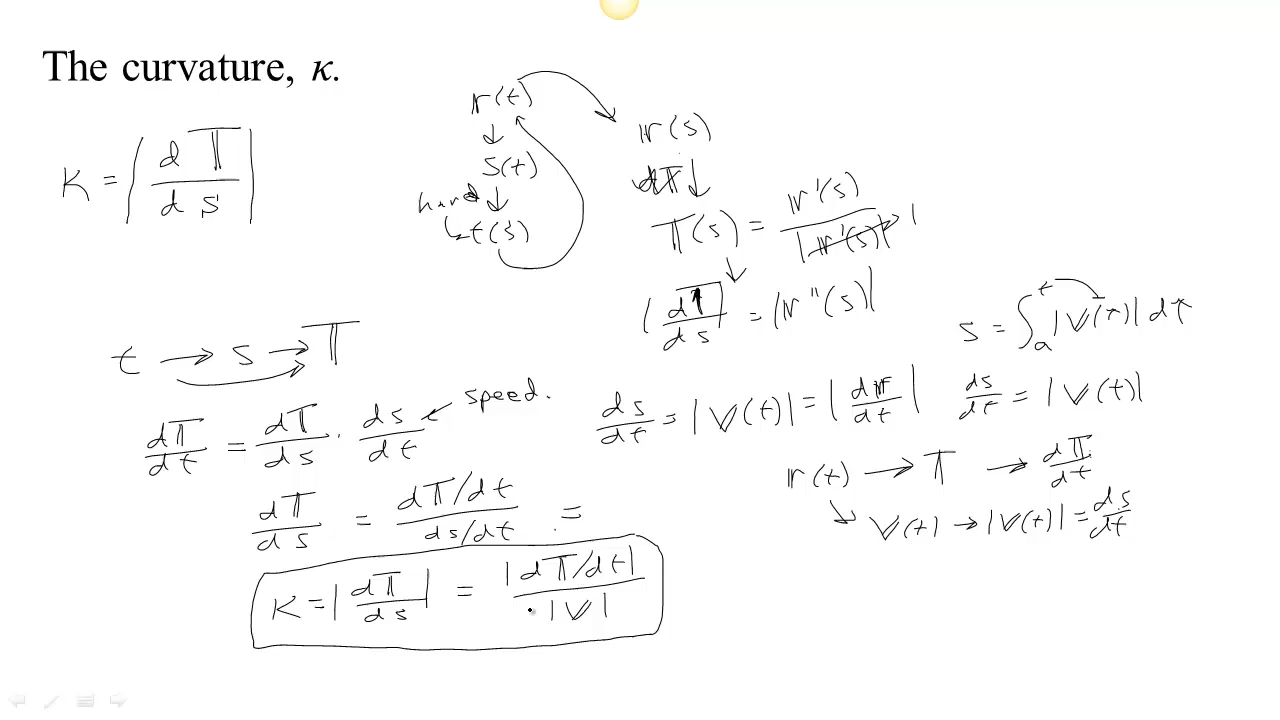 The curvature, κ.
K = | d𝕋 / ds |
𝕣(t)
↓
s(t)
hard ↓
↳ t(s)
𝕣(s)
d𝕋 ↓
𝕋(s) = 𝕣'(s) / |𝕣'(s)| → 1
↓
| d𝕋 / ds | = |𝕣''(s)|
t → s → 𝕋
d𝕋/dt = d𝕋/ds · ds/dt ← speed.
d𝕋/ds = d𝕋/dt / ds/dt =
K = | d𝕋/ds | = |d𝕋/dt| / |𝕍|
s = ∫ₐᵗ |𝕍(τ)| dτ
ds/dt = |𝕍(t)| = | d𝕣/dt |
ds/dt = |𝕍(t)|
𝕣(t) → 𝕋 → d𝕋/dt
↘ 𝕍(t) → |𝕍(t)| = ds/dt